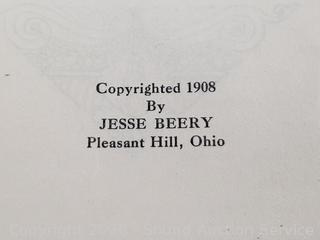 Copyrighted 1908
By
JESSE BEERY
Pleasant Hill, Ohio